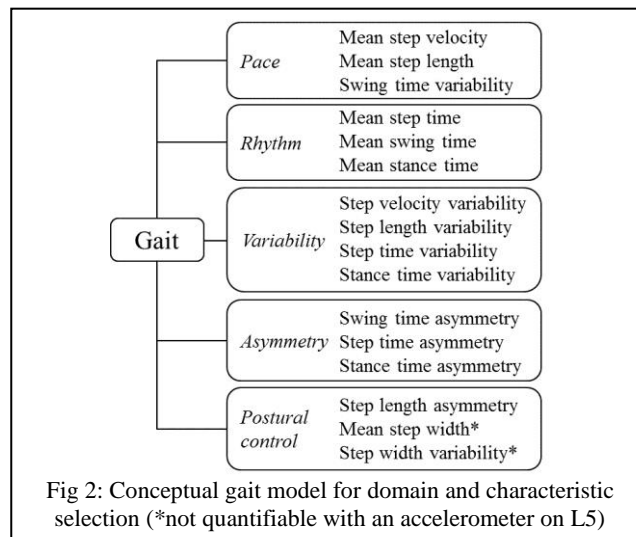 Gait
Pace
Mean step velocity
Mean step length
Swing time variability
Rhythm
Mean step time
Mean swing time
Mean stance time
Variability
Step velocity variability
Step length variability
Step time variability
Stance time variability
Asymmetry
Swing time asymmetry
Step time asymmetry
Stance time asymmetry
Postural
control
Step length asymmetry
Mean step width*
Step width variability*
Fig 2: Conceptual gait model for domain and characteristic
selection (*not quantifiable with an accelerometer on L5)